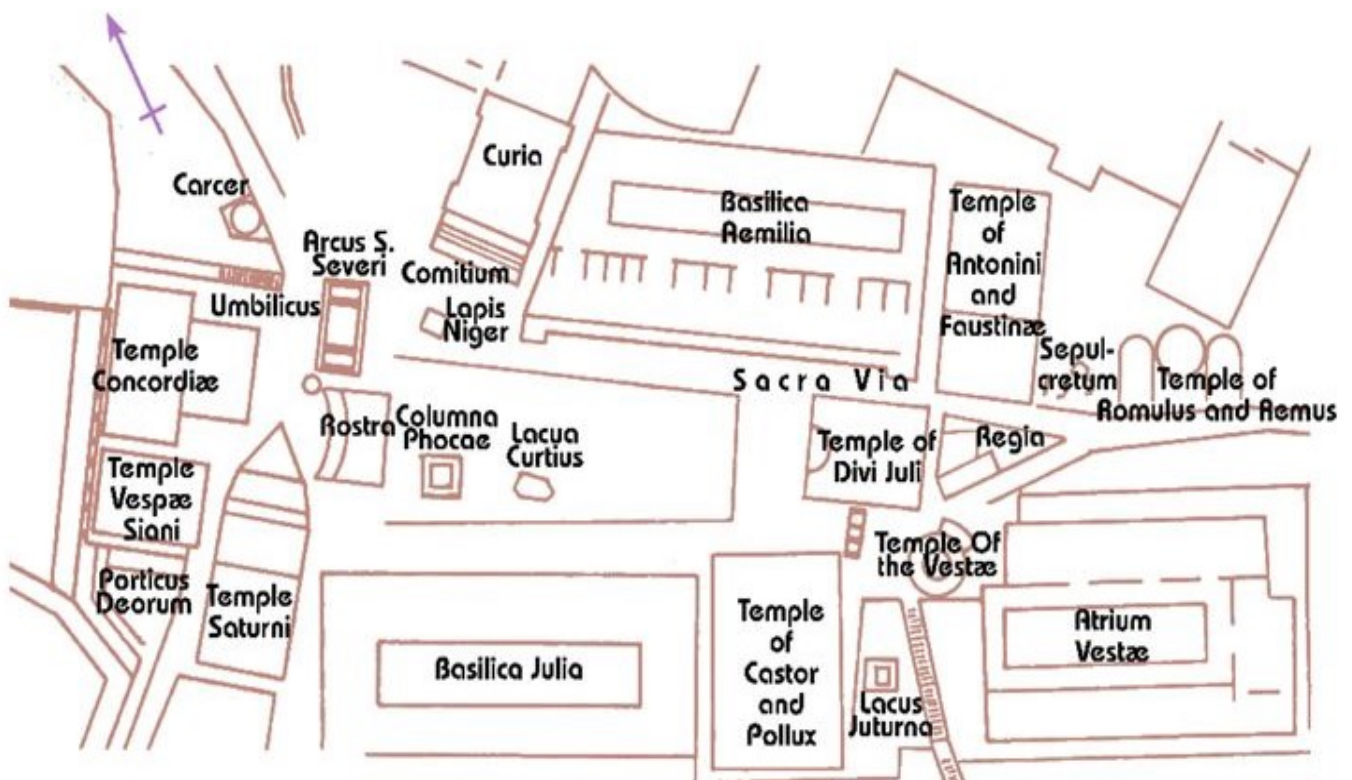 Curia
Carcer
Basilica
Aemilia
Temple
of
Antonini
and
Faustinæ
Arcus S.
Severi
Comitium
Umbilicus
Lapis
Niger
Temple
Concordiæ
Sepul-
cretum
Temple of
Romulus and Remus
Sacra Via
Rostra
Columna
Phocae
Lacua
Curtius
Temple of
Divi Juli
Regia
Temple
Vespæ
Siani
Temple Of
the Vestæ
Porticus
Deorum
Temple
Saturni
Basilica Julia
Temple
of
Castor
and
Pollux
Atrium
Vestæ
Lacus
Juturna